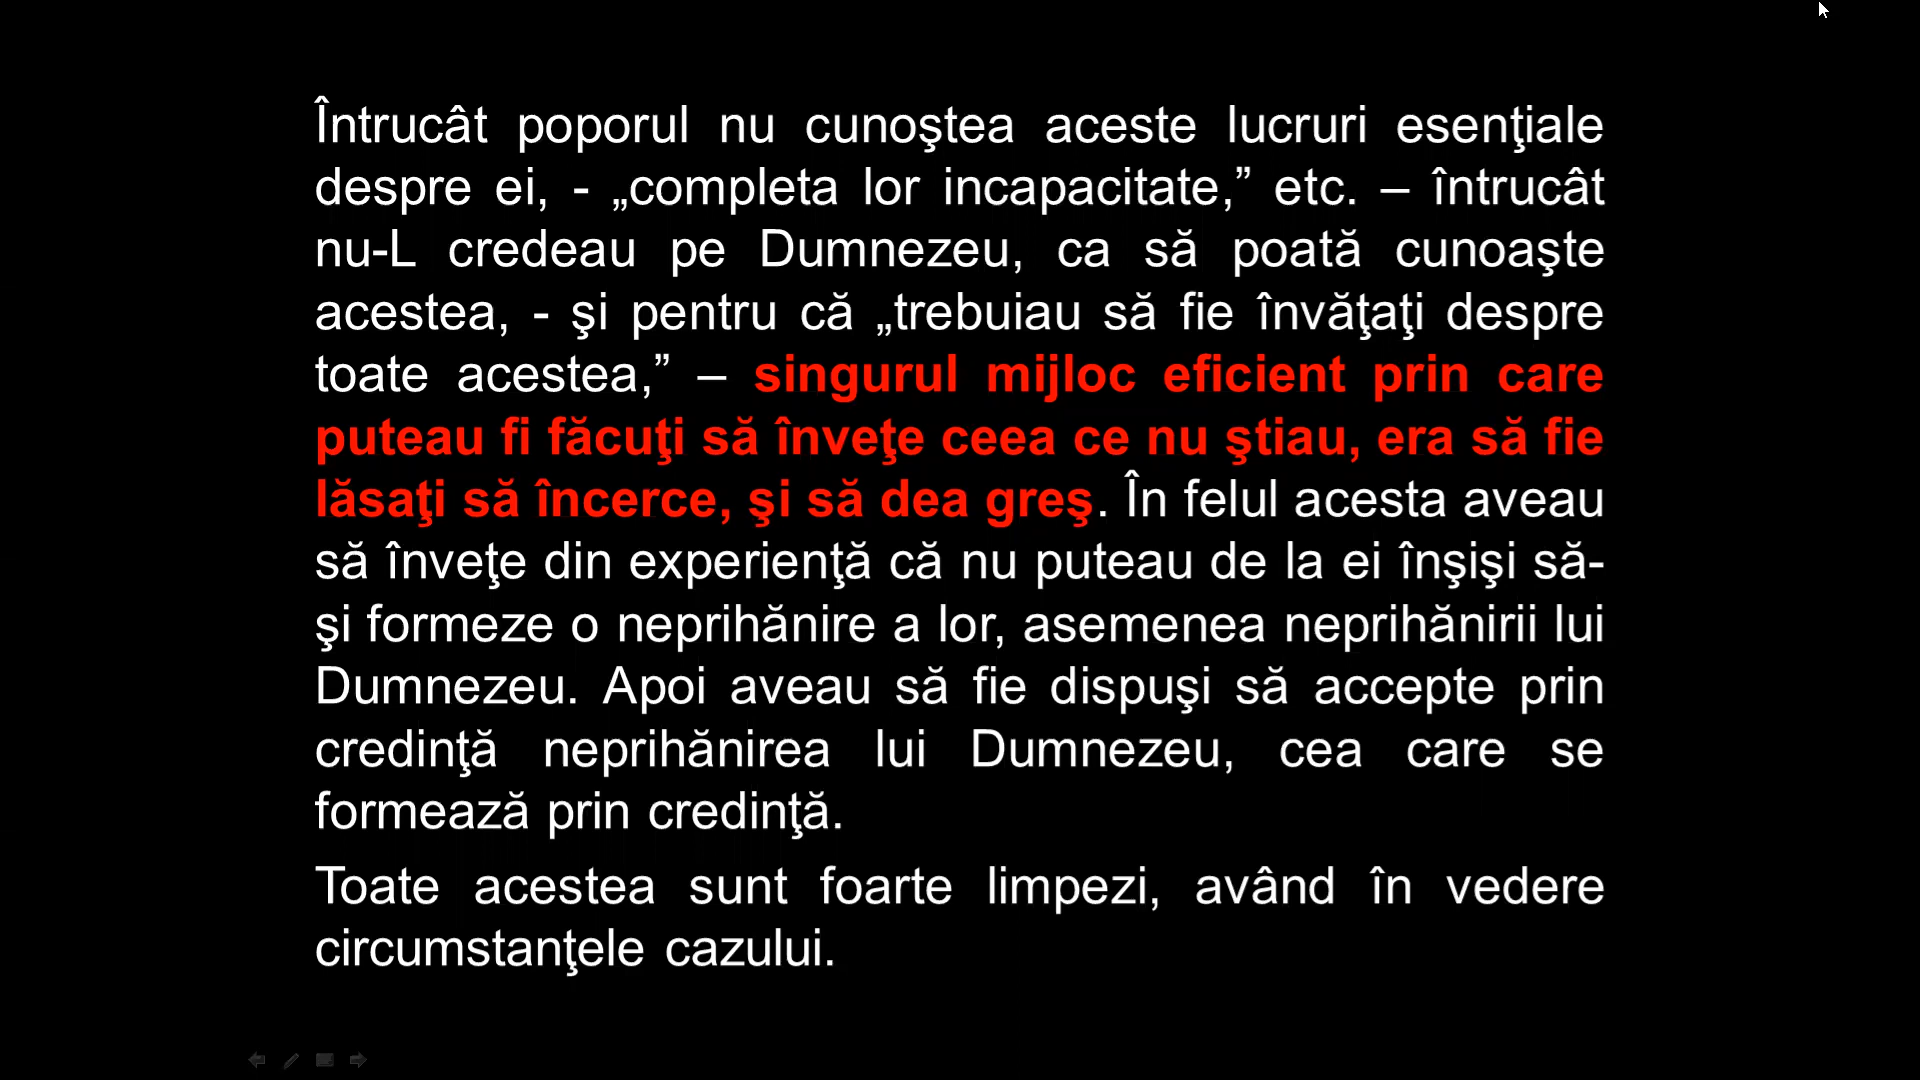 Întrucât poporul nu cunoştea aceste lucruri esenţiale
despre ei, - „completa lor incapacitate,” etc. – întrucât
nu-L credeau pe Dumnezeu, ca să poată cunoaşte
acestea, - şi pentru că „trebuiau să fie învăţaţi despre
toate acestea,” – singurul mijloc eficient prin care
puteau fi făcuţi să înveţe ceea ce nu ştiau, era să fie
lăsaţi să încerce, şi să dea greş. În felul acesta aveau
să înveţe din experienţă că nu puteau de la ei înşişi să-
şi formeze o neprihănire a lor, asemenea neprihănirii lui
Dumnezeu. Apoi aveau să fie dispuşi să accepte prin
credinţă neprihănirea lui Dumnezeu, cea care se
formează prin credinţă.
Toate acestea sunt foarte limpezi, având în vedere
circumstanţele cazului.